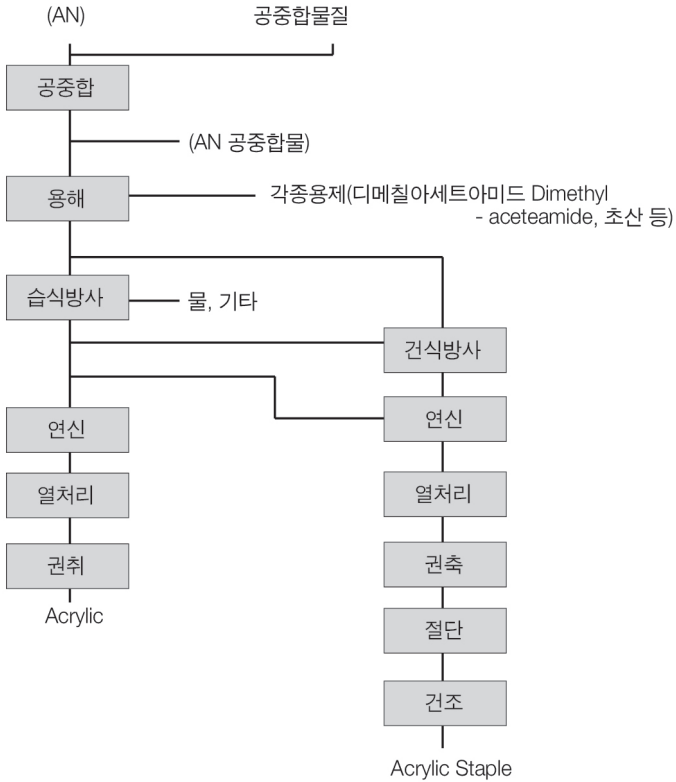 (AN)
공중합물질
공중합
(AN 공중합물)
용해
각종용제(디메칠아세트아미드 Dimethyl
- aceteamide, 초산 등)
습식방사
물, 기타
건식방사
연신
연신
열처리
열처리
권취
권축
Acrylic
절단
건조
Acrylic Staple